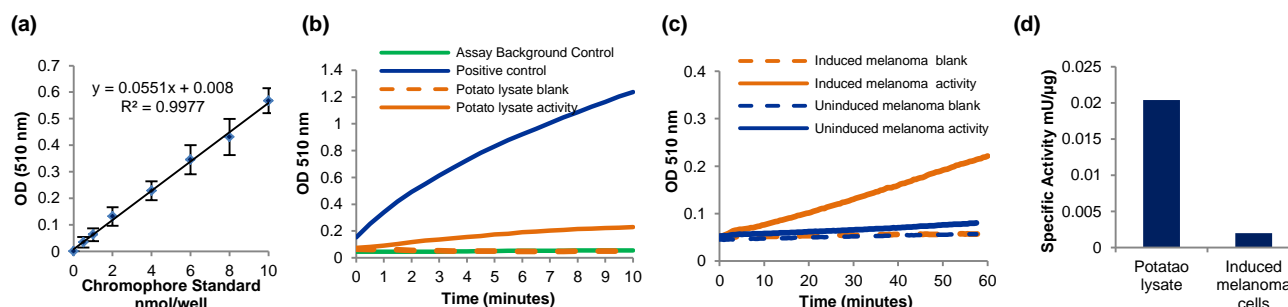 (a)
OD (510 nm)
0.7
0.6
0.5
0.4
0.3
0.2
0.1
0
y = 0.0551x + 0.008
R² = 0.9977
0 2 4 6 8 10
Chromophore Standard
nmol/well
(b)
OD 510 nm
1.4
1.2
1.0
0.8
0.6
0.4
0.2
0
Assay Background Control
Positive control
Potato lysate blank
Potato lysate activity
0 1 2 3 4 5 6 7 8 9 10
Time (minutes)
(c)
OD 510 nm
0.4
0.3
0.2
0.1
0
Induced melanoma blank
Induced melanoma activity
Uninduced melanoma blank
Uninduced melanoma activity
0 10 20 30 40 50 60
Time (minutes)
(d)
Specific Activity mU/µg
0.025
0.02
0.015
0.01
0.005
0
Potatao
lysate
Induced
melanoma
cells